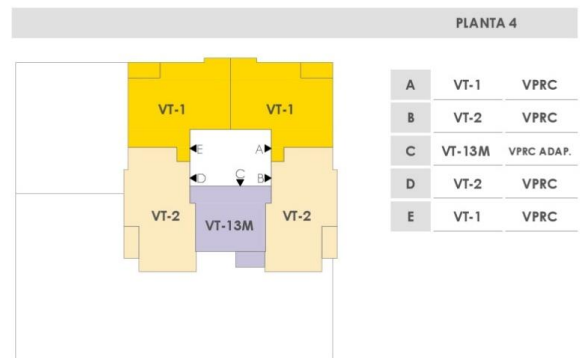 PLANTA 4
VT-1 VT-1
E A
D C B
VT-2 VT-13M VT-2
A VT-1 VPRC
B VT-2 VPRC
C VT-13M VPRC ADAP.
D VT-2 VPRC
E VT-1 VPRC